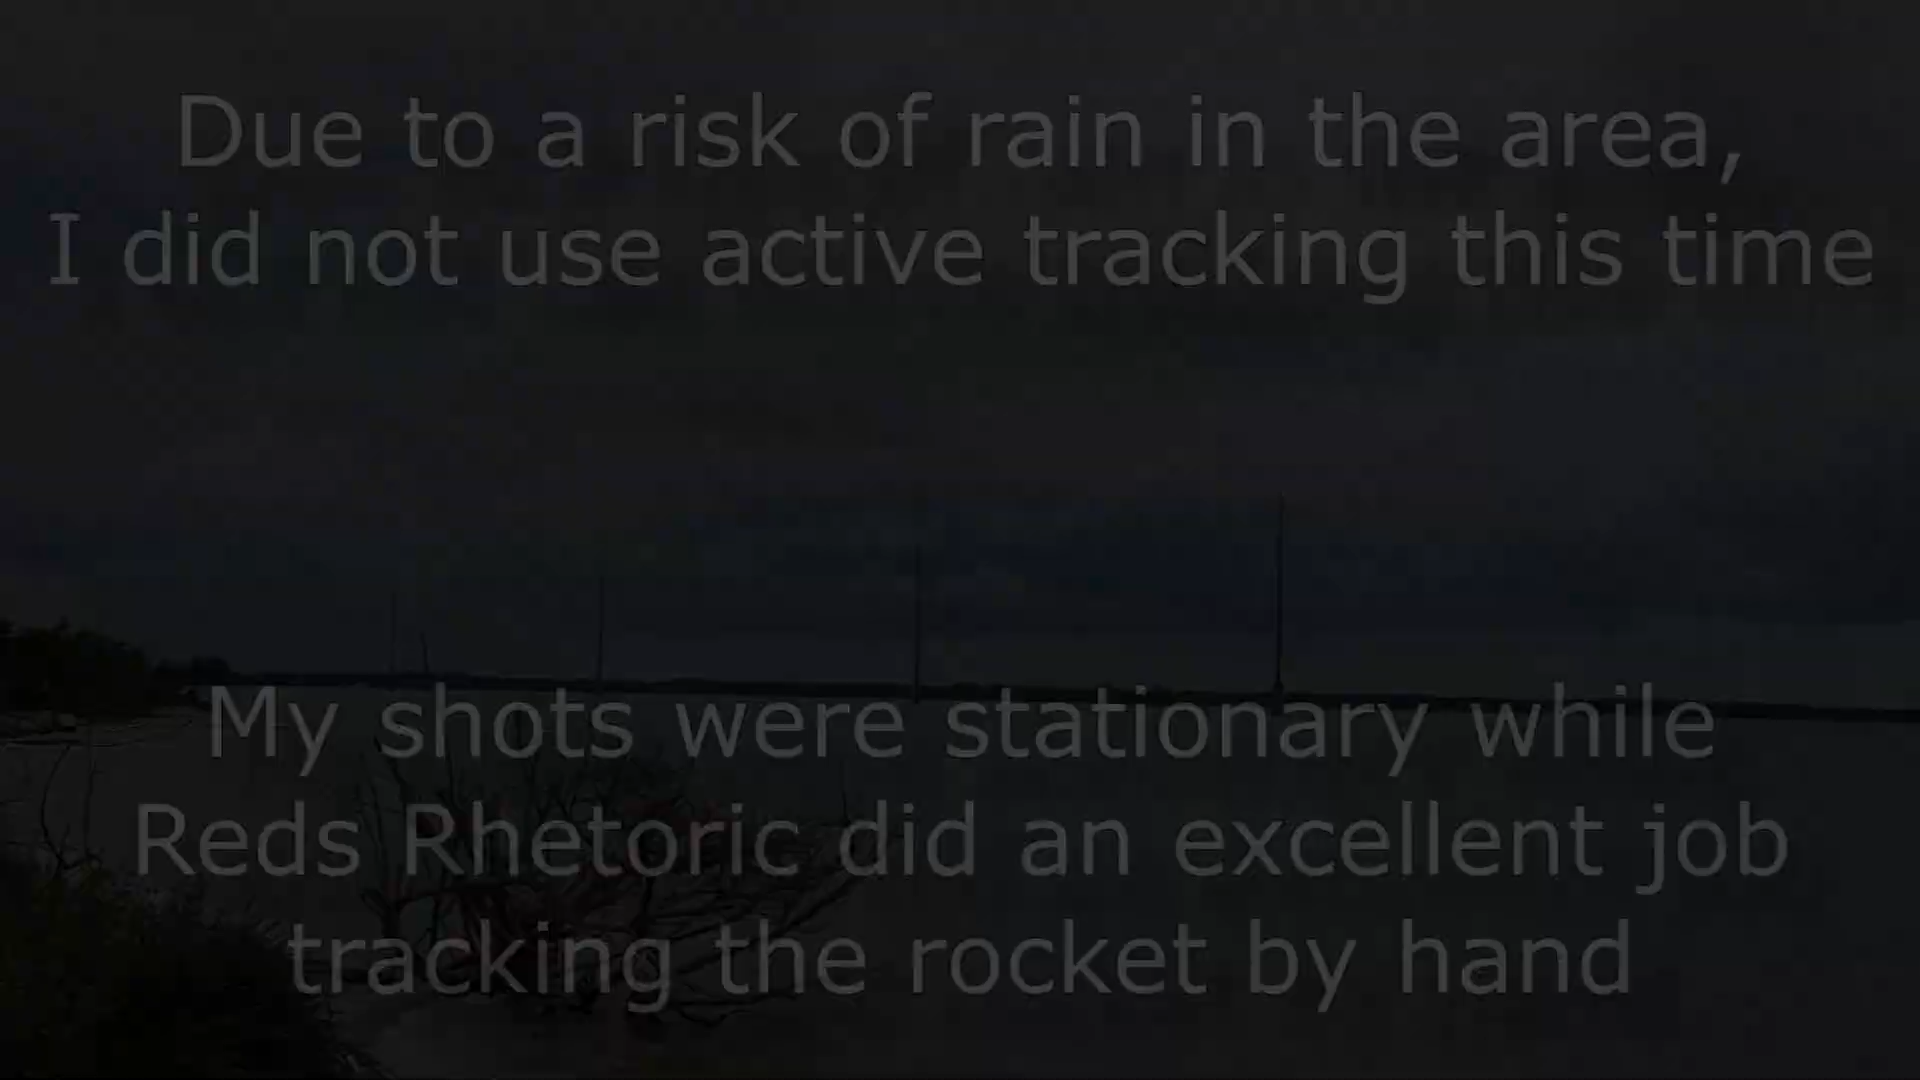 Due to a risk of rain in the area,
I did not use active tracking this time
My shots were stationary while
Reds Rhetoric did an excellent job
tracking the rocket by hand